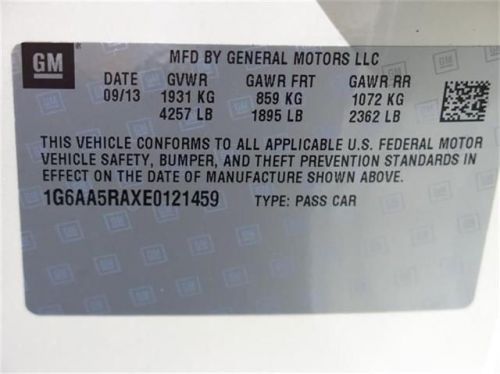 GM
MFD BY GENERAL MOTORS LLC
DATE GVWR GAWR FRT GAWR RR
09/13 1931 KG 859 KG 1072 KG
4257 LB 1895 LB 2362 LB
THIS VEHICLE CONFORMS TO ALL APPLICABLE U.S. FEDERAL MOTOR
VEHICLE SAFETY, BUMPER, AND THEFT PREVENTION STANDARDS IN
EFFECT ON THE DATE OF MANUFACTURE SHOWN ABOVE.
1G6AA5RAXE0121459 TYPE: PASS CAR